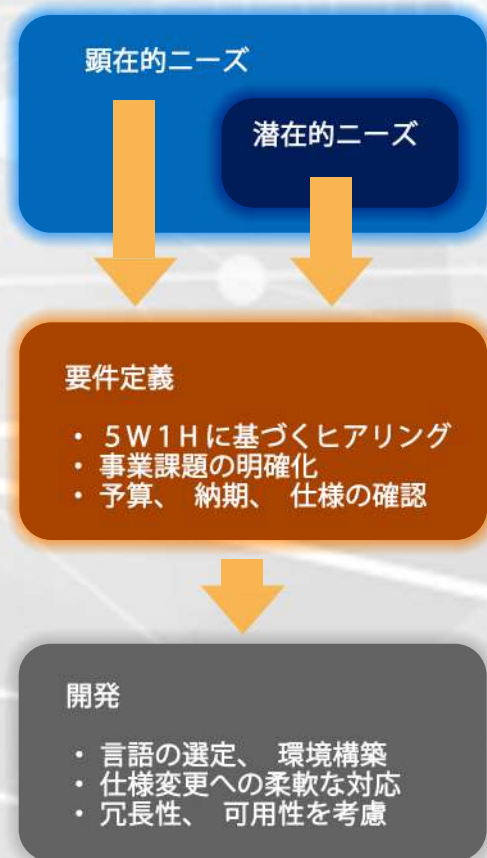 顕在的ニーズ
潜在的ニーズ
要件定義
・ 5W1Hに基づくヒアリング
・ 事業課題の明確化
・ 予算、 納期、 仕様の確認
開発
・ 言語の選定、 環境構築
・ 仕様変更への柔軟な対応
・ 冗長性、 可用性を考慮